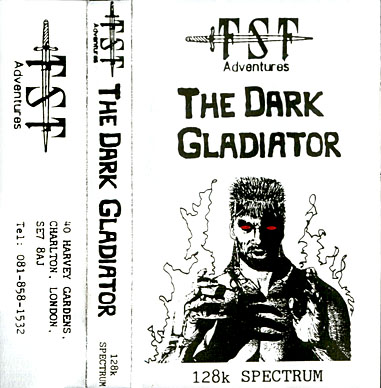 FST
Adventures
40 HARVEY GARDENS.
CHARLTON. LONDON.
SE7 8AJ
Tel: 081-858-1532
FST
Adventures
THE DARK GLADIATOR
128k
SPECTRUM
FST
Adventures
THE DARK
GLADIATOR
128k SPECTRUM